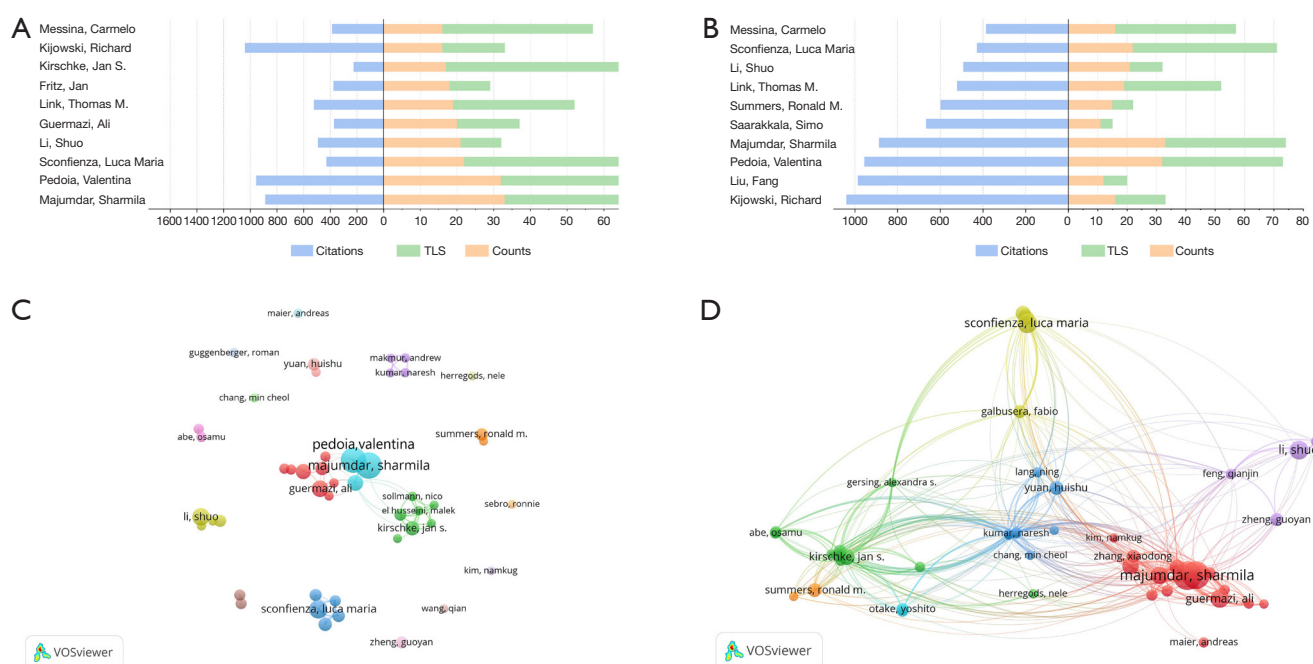 A
Messina, Carmelo
Kijowski, Richard
Kirschke, Jan S.
Fritz, Jan
Link, Thomas M.
Guermazi, Ali
Li, Shuo
Sconfienza, Luca Maria
Pedoia, Valentina
Majumdar, Sharmila
1600 1400 1200 1000 800 600 400 200 0 10 20 30 40 50 60
Citations TLS Counts
B
Messina, Carmelo
Sconfienza, Luca Maria
Li, Shuo
Link, Thomas M.
Summers, Ronald M.
Saarakkala, Simo
Majumdar, Sharmila
Pedoia, Valentina
Liu, Fang
Kijowski, Richard
1000 800 600 400 200 0 10 20 30 40 50 60 70 80
Citations TLS Counts
C
maier, andreas
guggenberger, roman
yuan, huishu
makmur, andrew
kumar, naresh
herregods, nele
chang, min cheol
abe, osamu
summers, ronald m.
pedoia,valentina
majumdar, sharmila
guermazi, ali
sollmann, nico
el husseini, malek
kirschke, jan s.
sebro, ronnie
li, shuo
kim, namkug
sconfienza, luca maria
wang, qian
zheng, guoyan
VOSviewer
D
sconfienza, luca maria
galbusera, fabio
li, shuo
feng, qianjin
lang, ning
gersing, alexandra s.
yuan, huishu
zheng, guoyan
abe, osamu
kumar, naresh
kim, namkug
kirschke, jan s.
chang, min cheol
zhang, xiaodong
majumdar, sharmila
summers, ronald m.
herregods, nele
guermazi, ali
otake, yoshito
maier, andreas
VOSviewer